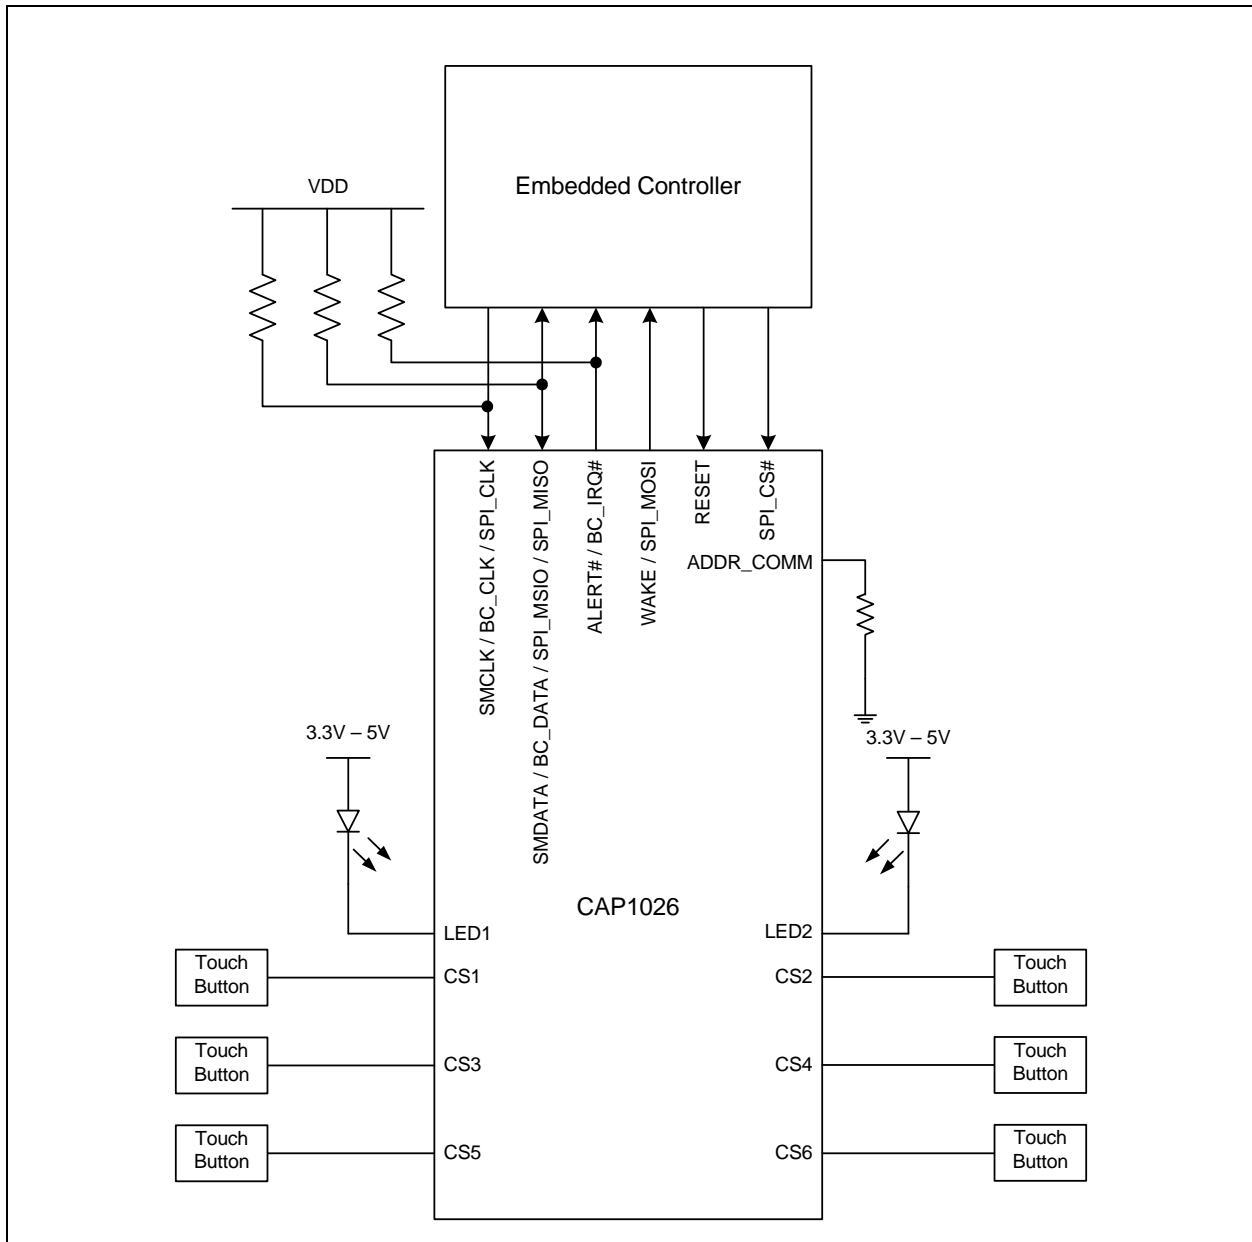 Embedded Controller
VDD
SMCLK / BC_CLK / SPI_CLK
SMDATA / BC_DATA / SPI_MSIO / SPI_MISO
ALERT# / BC_IRQ#
WAKE / SPI_MOSI
RESET
SPI_CS#
ADDR_COMM
3.3V – 5V
3.3V – 5V
CAP1026
LED1
LED2
Touch
Button
CS1
CS2
Touch
Button
Touch
Button
CS3
CS4
Touch
Button
Touch
Button
CS5
CS6
Touch
Button